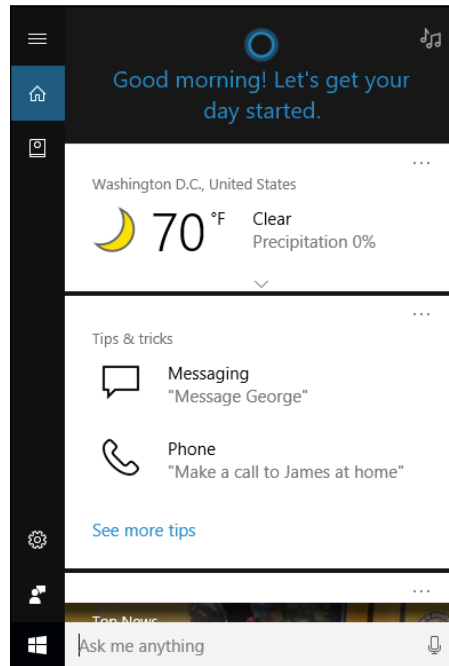 Good morning! Let's get your
day started.
Washington D.C., United States
70 °F
Clear
Precipitation 0%
Tips & tricks
Messaging
"Message George"
Phone
"Make a call to James at home"
See more tips
Top News
Ask me anything